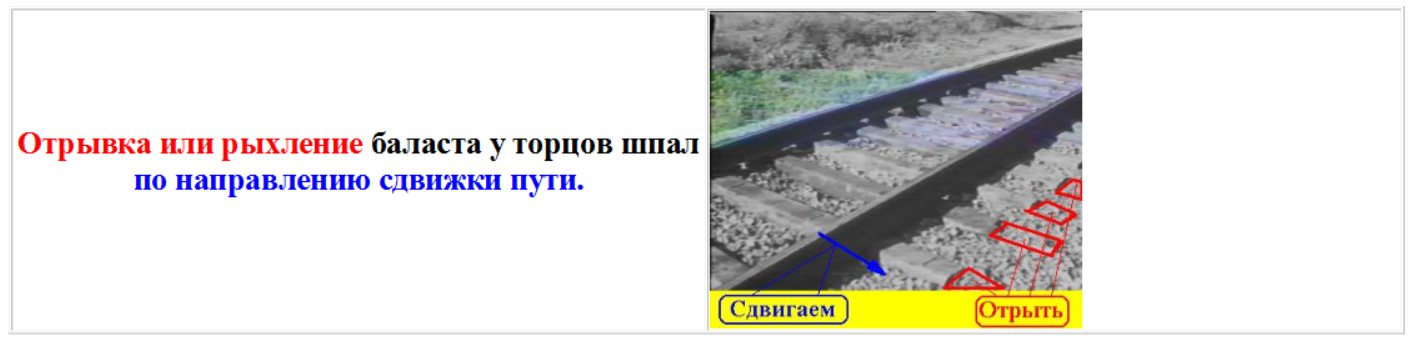 Отрывка или рыхление баласта у торцов шпал
по направлению сдвижки пути.
Сдвигаем
Отрыть